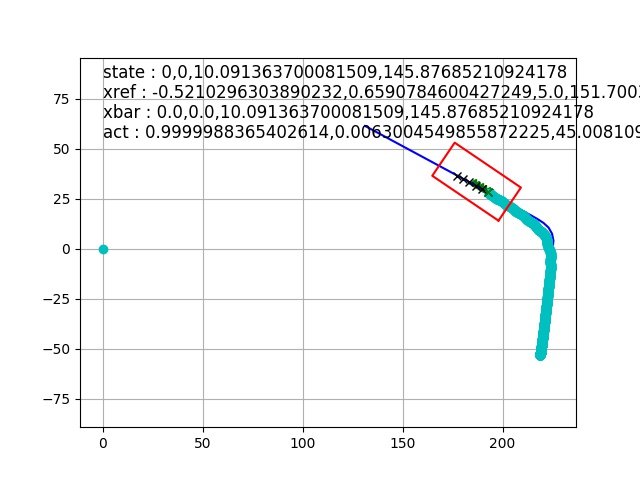 state : 0,0,10.091363700081509,145.87685210924178
xref : -0.5210296303890232,0.6590784600427249,5.0,151.7003
xbar : 0.0,0.0,10.091363700081509,145.87685210924178
act : 0.9999988365402614,0.0063004549855872225,45.008109
75
50
25
0
−25
−50
−75
0 50 100 150 200